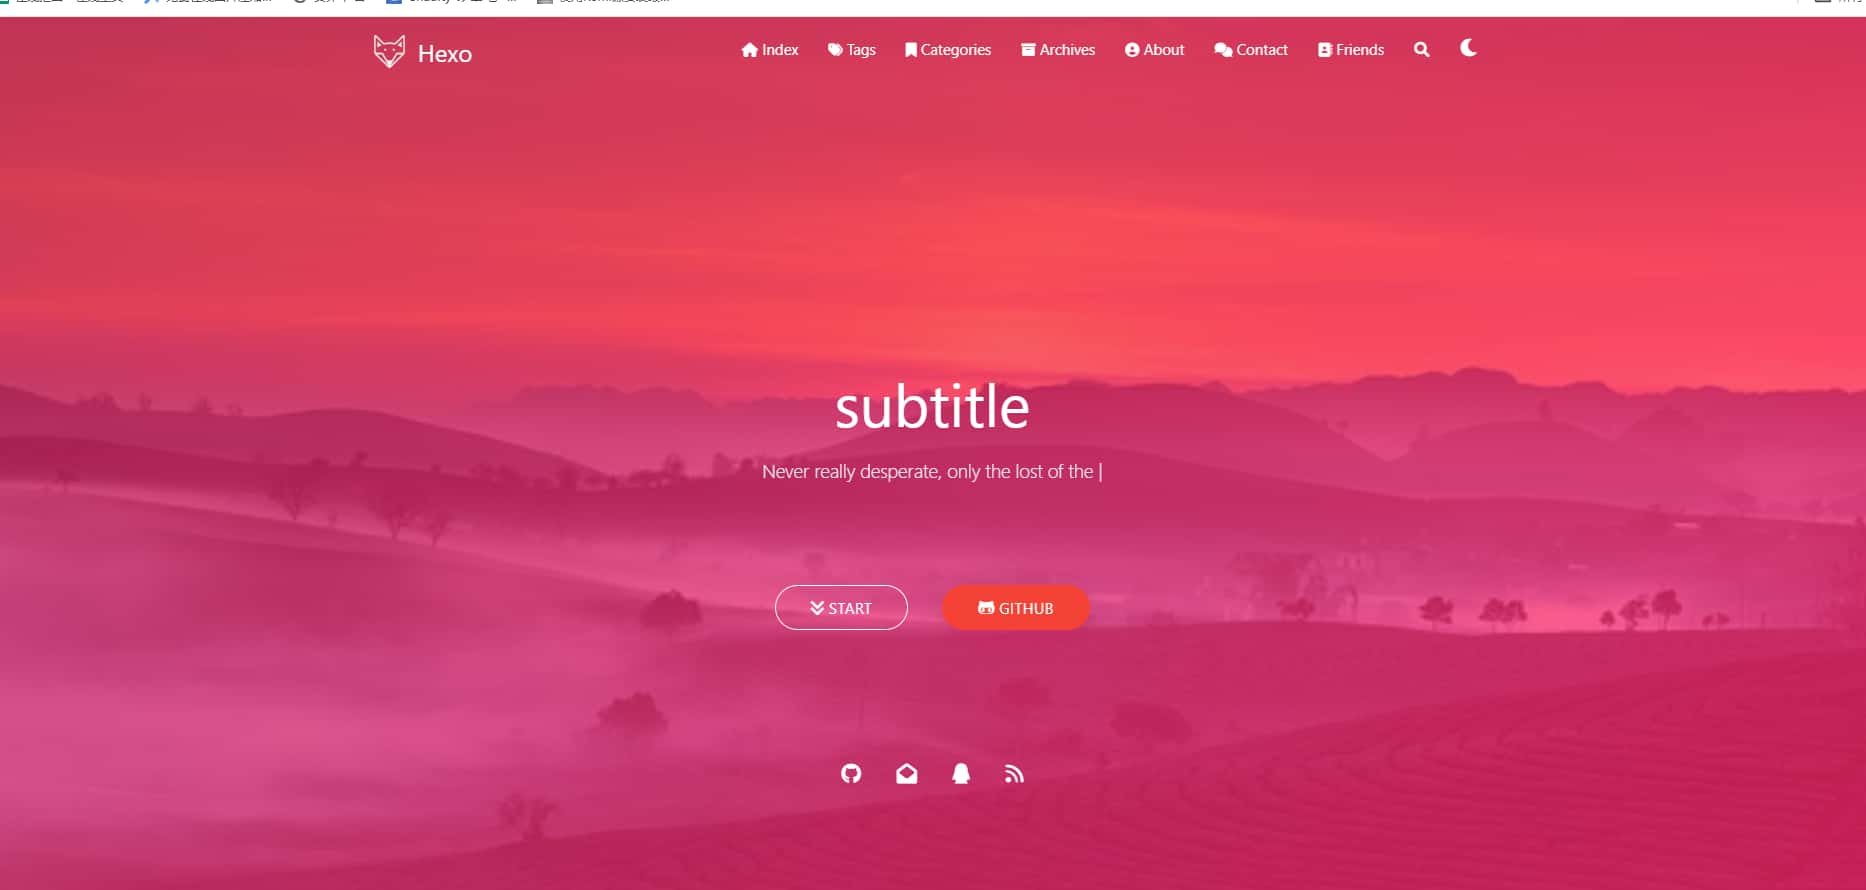 Hexo
Index
Tags
Categories
Archives
About
Contact
Friends
subtitle
Never really desperate, only the lost of the |
START
GITHUB